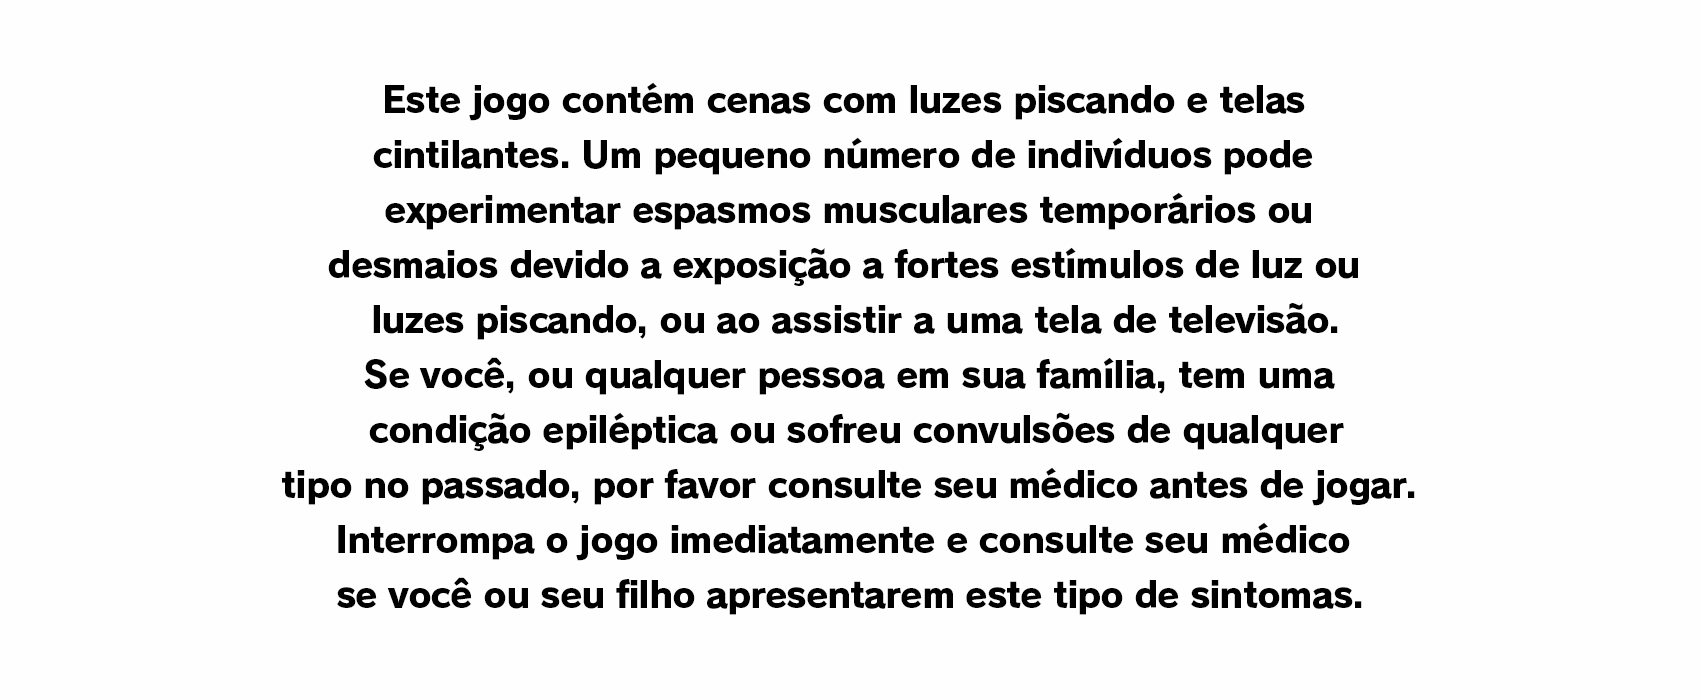 Este jogo contém cenas com luzes piscando e telas
cintilantes. Um pequeno número de indivíduos pode
experimentar espasmos musculares temporários ou
desmaios devido a exposição a fortes estímulos de luz ou
luzes piscando, ou ao assistir a uma tela de televisão.
Se você, ou qualquer pessoa em sua família, tem uma
condição epiléptica ou sofreu convulsões de qualquer
tipo no passado, por favor consulte seu médico antes de jogar.
Interrompa o jogo imediatamente e consulte seu médico
se você ou seu filho apresentarem este tipo de sintomas.